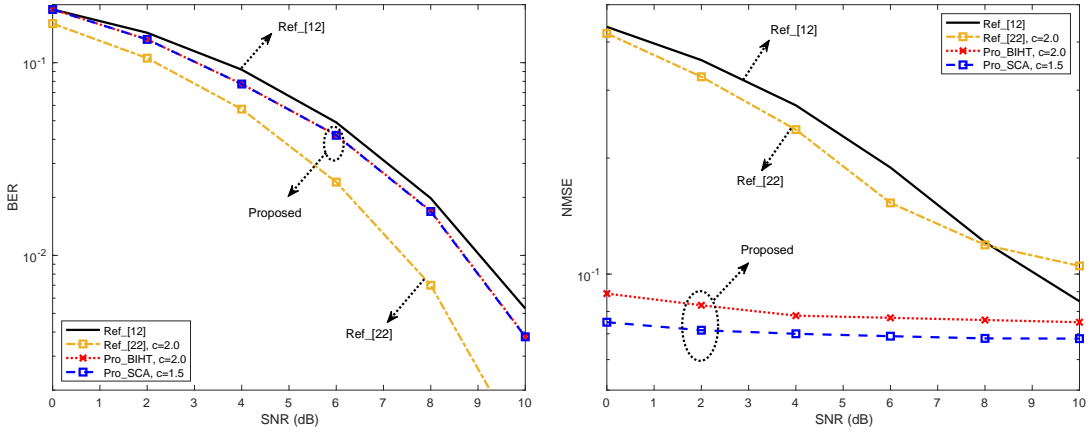 10^-1
10^-2
BER
0 1 2 3 4 5 6 7 8 9 10
SNR (dB)
Ref_[12]
Proposed
Ref_[22]
Ref_[12]
Ref_[22], c=2.0
Pro_BIHT, c=2.0
Pro_SCA, c=1.5
10^-1
NMSE
0 1 2 3 4 5 6 7 8 9 10
SNR (dB)
Ref_[12]
Ref_[22]
Proposed
Ref_[12]
Ref_[22], c=2.0
Pro_BIHT, c=2.0
Pro_SCA, c=1.5